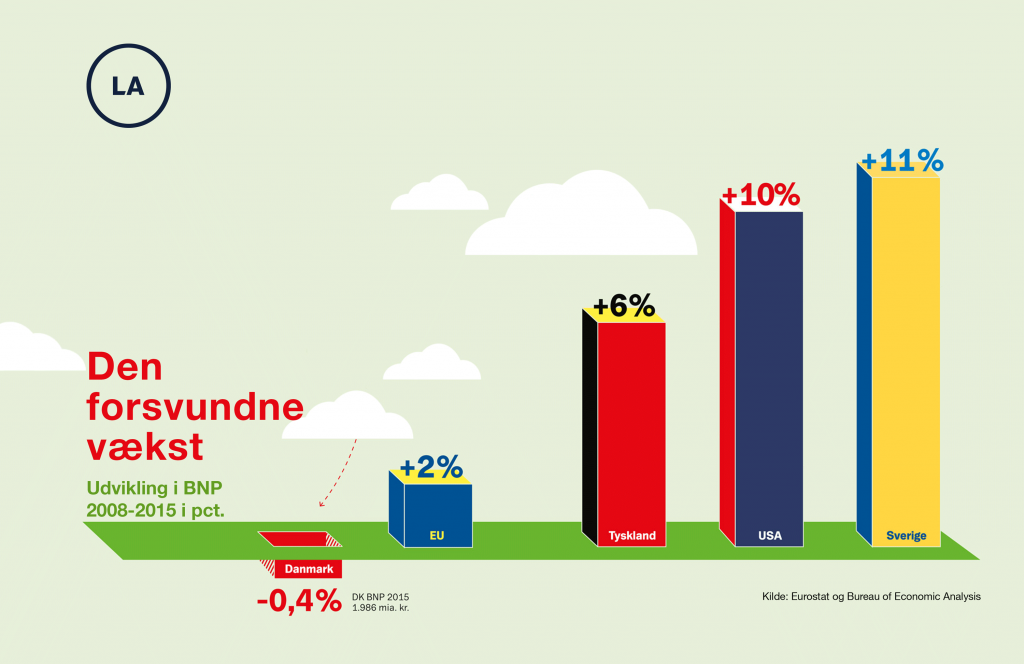 LA
+11%
+10%
+6%
Den
forsvundne
vækst
Udvikling i BNP
2008-2015 i pct.
+2%
EU
Tyskland
USA
Sverige
Danmark
-0,4%
DK BNP 2015
1.986 mia. kr.
Kilde: Eurostat og Bureau of Economic Analysis